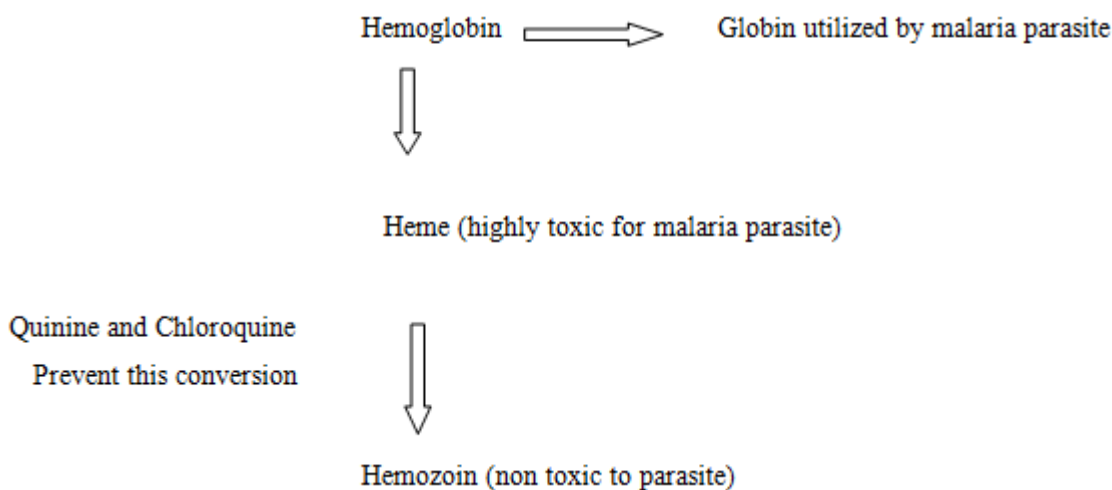 Hemoglobin
Globin utilized by malaria parasite
Heme (highly toxic for malaria parasite)
Quinine and Chloroquine
Prevent this conversion
Hemozoin (non toxic to parasite)